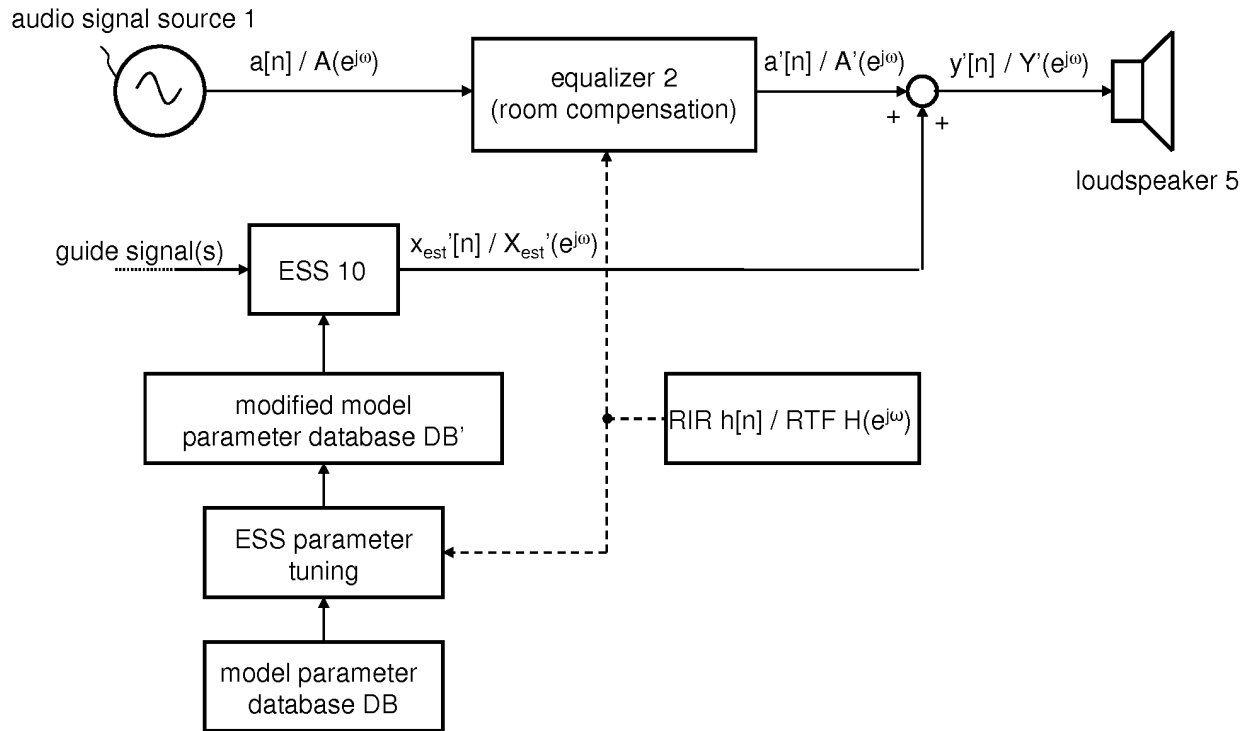 audio signal source 1
a[n] / A(e^jω)
equalizer 2
(room compensation)
a’[n] / A’(e^jω)
+
+
y’[n] / Y’(e^jω)
loudspeaker 5
guide signal(s)
ESS 10
x_est’[n] / X_est’(e^jω)
modified model
parameter database DB’
RIR h[n] / RTF H(e^jω)
ESS parameter
tuning
model parameter
database DB